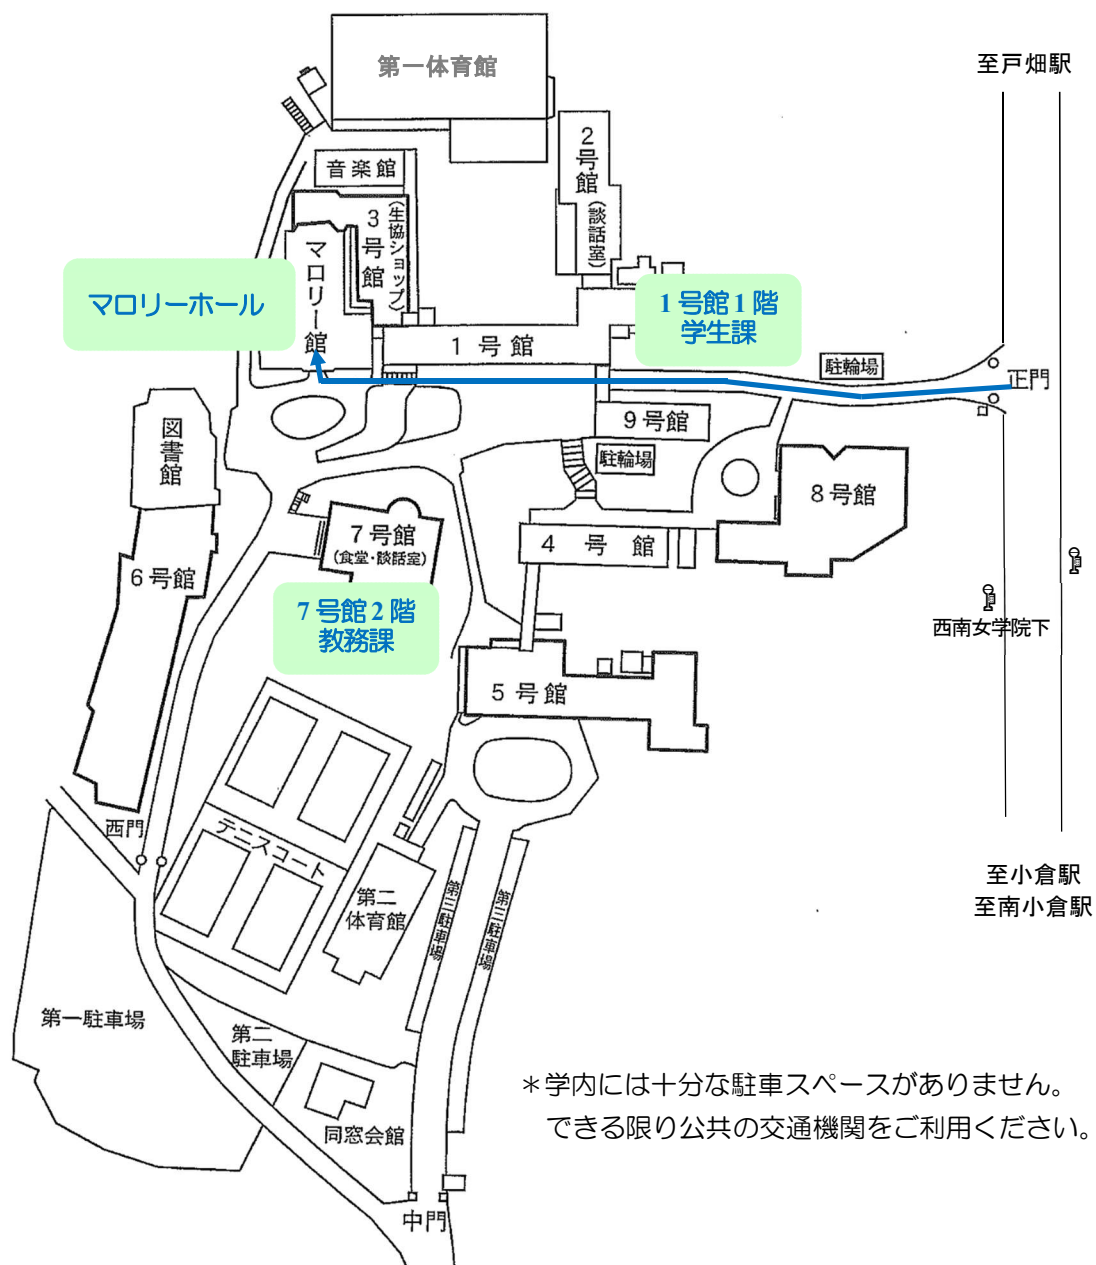 第一体育館
至戸畑駅
2号館
(談話室)
音楽館
3号館
(生協ショップ)
マロリー館
マロリーホール
1号館1階
学生課
1号館
駐輪場
正門
9号館
図書館
駐輪場
8号館
7号館
(食堂・談話室)
4号館
6号館
7号館2階
教務課
西南女学院下
5号館
西門
テニスコート
第二
体育館
第三駐車場
第三駐車場
至小倉駅
至南小倉駅
第一駐車場
第二
駐車場
同窓会館
*学内には十分な駐車スペースがありません。
できる限り公共の交通機関をご利用ください。
中門